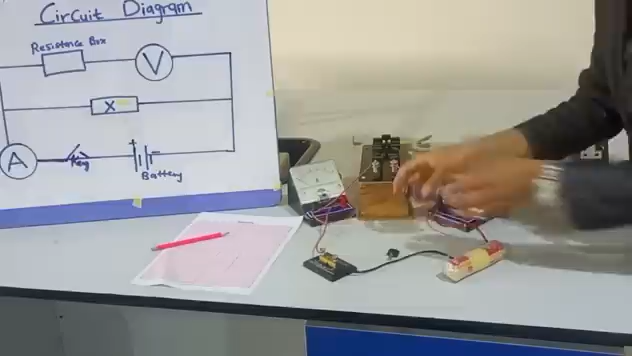 Circuit Diagram
Resistance Box
V
X
A
Key
Battery